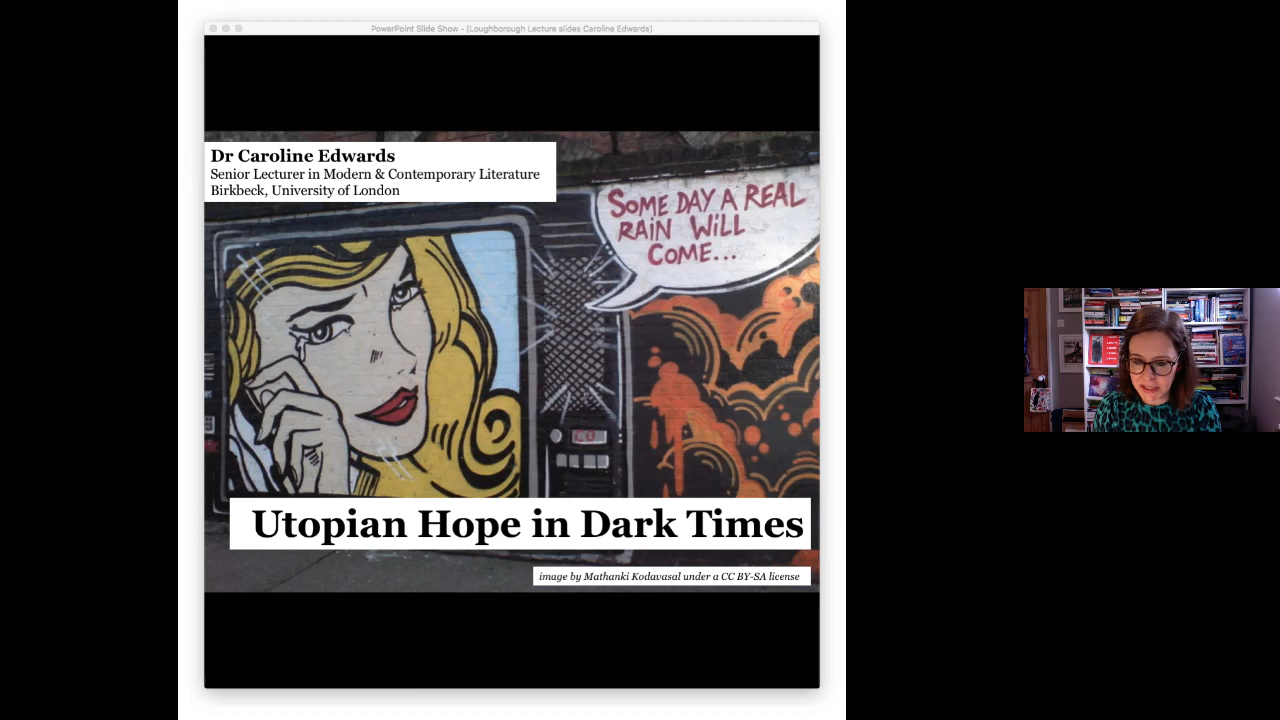 PowerPoint Slide Show - [Loughborough Lecture slides Caroline Edwards]
Dr Caroline Edwards
Senior Lecturer in Modern & Contemporary Literature
Birkbeck, University of London
SOME DAY A REAL
RAiN WiLL
COME...
Utopian Hope in Dark Times
image by Mathanki Kodavasal under a CC BY-SA license